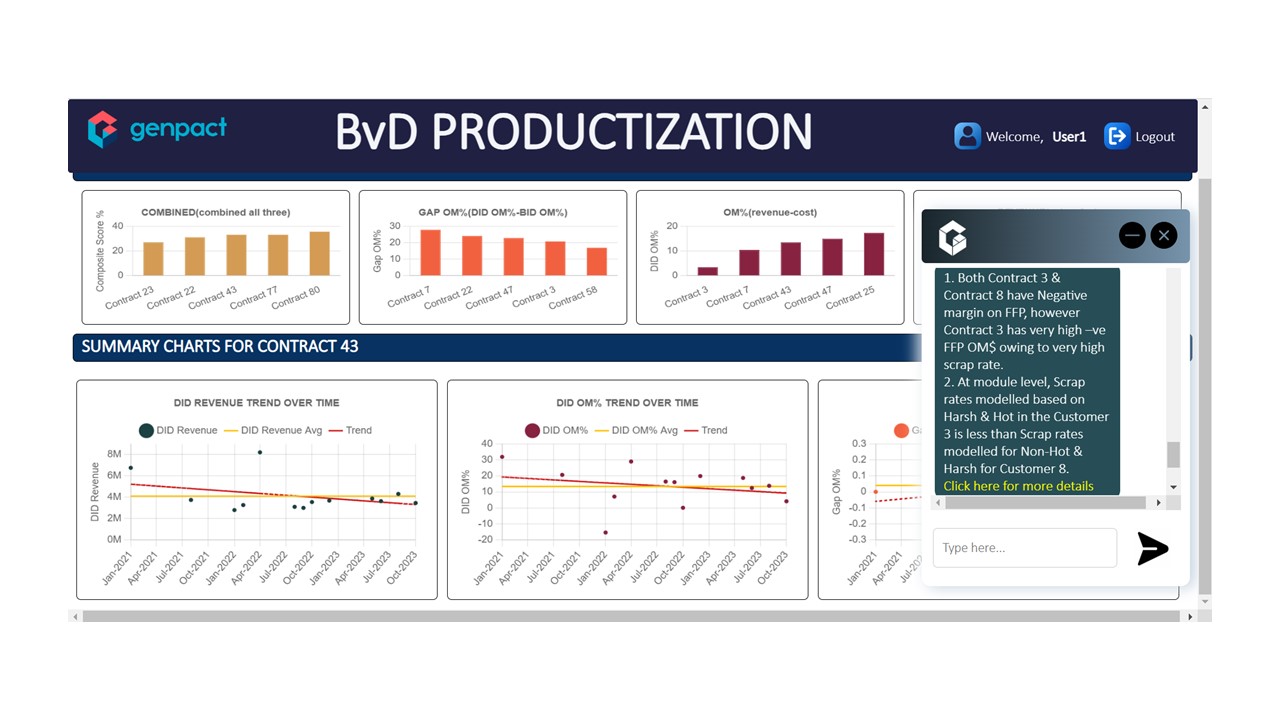 genpact
BvD PRODUCTIZATION
Welcome, User1
Logout
COMBINED(combined all three)
Composite Score %
40
20
0
Contract 23
Contract 22
Contract 43
Contract 77
Contract 80
GAP OM%(DID OM%-BID OM%)
Gap OM%
30
20
10
0
Contract 7
Contract 22
Contract 47
Contract 3
Contract 58
OM%(revenue-cost)
DID OM%
20
10
0
Contract 3
Contract 7
Contract 43
Contract 47
Contract 25
SUMMARY CHARTS FOR CONTRACT 43
DID REVENUE TREND OVER TIME
DID Revenue DID Revenue Avg Trend
DID Revenue
8M
6M
4M
2M
0M
Jan-2021
Apr-2021
Jul-2021
Oct-2021
Jan-2022
Apr-2022
Jul-2022
Oct-2022
Jan-2023
Apr-2023
Jul-2023
Oct-2023
DID OM% TREND OVER TIME
DID OM% DID OM% Avg Trend
DID OM%
40
30
20
10
0
-10
-20
Jan-2021
Apr-2021
Jul-2021
Oct-2021
Jan-2022
Apr-2022
Jul-2022
Oct-2022
Jan-2023
Apr-2023
Jul-2023
Oct-2023
Gap OM%
0.3
0.2
0.1
0
-0.1
-0.2
-0.3
Jan-2021
Apr-2021
1. Both Contract 3 &
Contract 8 have Negative
margin on FFP, however
Contract 3 has very high –ve
FFP OM$ owing to very high
scrap rate.
2. At module level, Scrap
rates modelled based on
Harsh & Hot in the Customer
3 is less than Scrap rates
modelled for Non-Hot &
Harsh for Customer 8.
Click here for more details
Type here...